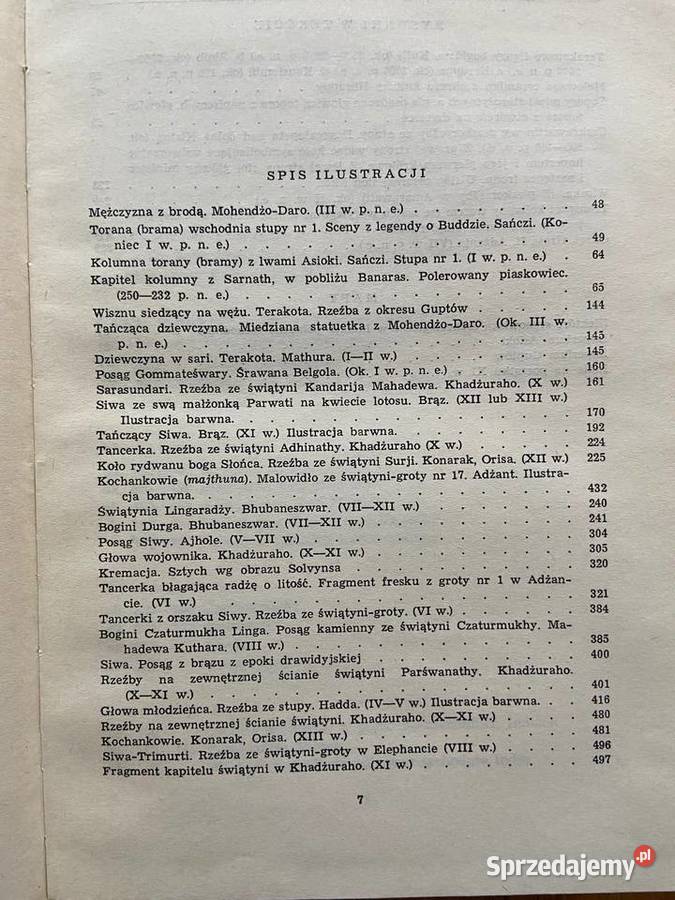 SPIS ILUSTRACJI
Mężczyzna z brodą. Mohendżo-Daro. (III w. p. n. e.) . . . . . . . . 48
Torana (brama) wschodnia stupy nr 1. Sceny z legendy o Buddzie. Sańczi. (Ko-
niec I w. p. n. e.) . . . . . . . . . . . . . . 49
Kolumna torany (bramy) z lwami Asioki. Sańczi. Stupa nr 1. (I w. p. n. e.) . 64
Kapitel kolumny z Sarnath, w pobliżu Banaras. Polerowany piaskowiec.
(250—232 p. n. e.) . . . . . . . . . . . . . . 65
Wisznu siedzący na wężu. Terakota. Rzeźba z okresu Guptów . . . . . 144
Tańcząca dziewczyna. Miedziana statuetka z Mohendżo-Daro. (Ok. III w.
p. n. e.) . . . . . . . . . . . . . . . . 145
Dziewczyna w sari. Terakota. Mathura. (I—II w.) . . . . . . . . 145
Posąg Gommateśwary. Śrawana Belgola. (Ok. I w. p. n. e.) . . . . . . 160
Sarasundari. Rzeźba ze świątyni Kandarija Mahadewa. Khadżuraho. (X w.) 161
Siwa ze swą małżonką Parwati na kwiecie lotosu. Brąz. (XII lub XIII w.)
Ilustracja barwna. . . . . . . . . . . . . . . 170
Tańczący Siwa. Brąz. (XI w.) Ilustracja barwna. . . . . . . . . 192
Tancerka. Rzeźba ze świątyni Adhinathy. Khadżuraho (X w.) . . . . . 224
Koło rydwanu boga Słońca. Rzeźba ze świątyni Surji. Konarak, Orisa. (XII w.) 225
Kochankowie (majthuna). Malowidło ze świątyni-groty nr 17. Adżant. Ilustra-
cja barwna. . . . . . . . . . . . . . . . 432
Świątynia Lingaradży. Bhubaneszwar. (VII—XII w.) . . . . . . . 240
Bogini Durga. Bhubaneszwar. (VII—XII w.) . . . . . . . . . 241
Posąg Siwy. Ajhole. (V—VII w.) . . . . . . . . . . . . 304
Głowa wojownika. Khadżuraho. (X—XI w.) . . . . . . . . . 305
Kremacja. Sztych wg obrazu Solvynsa . . . . . . . . . . 320
Tancerka błagająca radżę o litość. Fragment fresku z groty nr 1 w Adżan-
cie. (VI w.) . . . . . . . . . . . . . . . 321
Tancerki z orszaku Siwy. Rzeźba ze świątyni-groty. (VI w.) . . . . . . 384
Bogini Czaturmukha Linga. Posąg kamienny ze świątyni Czaturmukhy. Ma-
hadewa Kuthara. (VIII w.) . . . . . . . . . . . . 385
Siwa. Posąg z brązu z epoki drawidyjskiej . . . . . . . . . 400
Rzeźby na zewnętrznej ścianie świątyni Parśwanathy. Khadżuraho.
(X—XI w.) . . . . . . . . . . . . . . . 401
Głowa młodzieńca. Rzeźba ze stupy. Hadda. (IV—V w.) Ilustracja barwna. . . 416
Rzeźby na zewnętrznej ścianie świątyni. Khadżuraho. (X—XI w.) . . . . 480
Kochankowie. Konarak, Orisa. (XIII w.) . . . . . . . . . . 481
Siwa-Trimurti. Rzeźba ze świątyni-groty w Elephancie (VIII w.) . . . . 496
Fragment kapitelu świątyni w Khadżuraho. (XI w.) . . . . . . . . 497
7
Sprzedajemy.pl